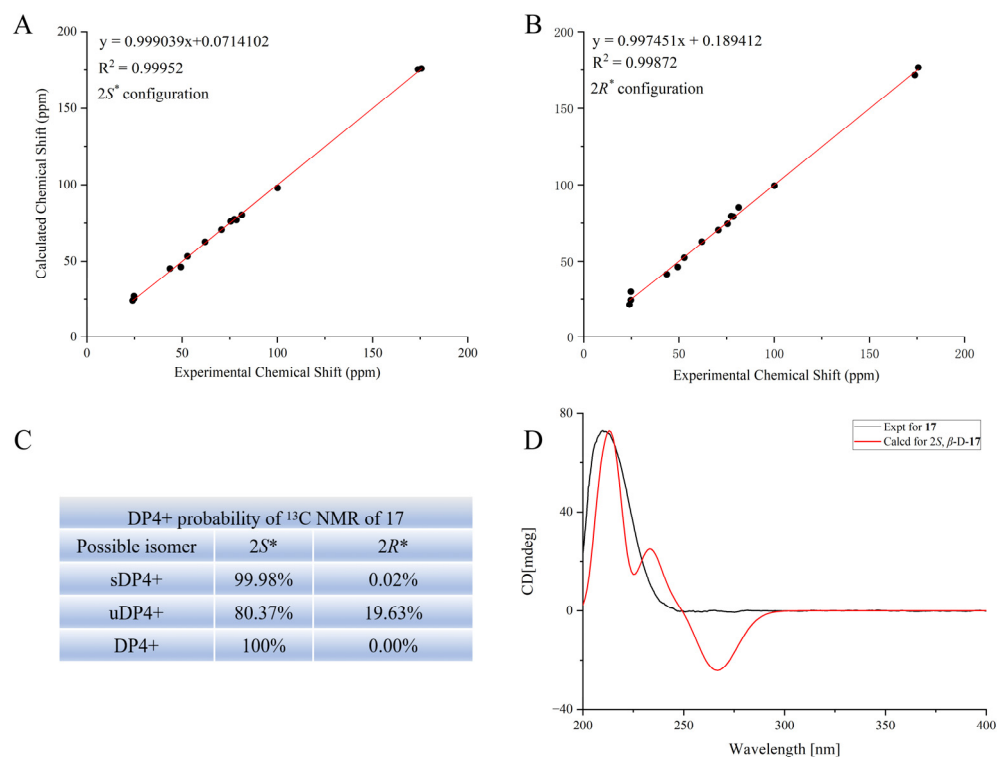 A
y = 0.999039x+0.0714102
R² = 0.99952
2S* configuration
Calculated Chemical Shift (ppm)
200
150
100
50
0
0 50 100 150 200
Experimental Chemical Shift (ppm)
B
y = 0.997451x + 0.189412
R² = 0.99872
2R* configuration
200
150
100
50
0
0 50 100 150 200
Experimental Chemical Shift (ppm)
C
DP4+ probability of ¹³C NMR of 17
Possible isomer 2S* 2R*
sDP4+ 99.98% 0.02%
uDP4+ 80.37% 19.63%
DP4+ 100% 0.00%
D
Expt for 17
Calcd for 2S, β-D-17
CD[mdeg]
80
40
0
−40
200 250 300 350 400
Wavelength [nm]